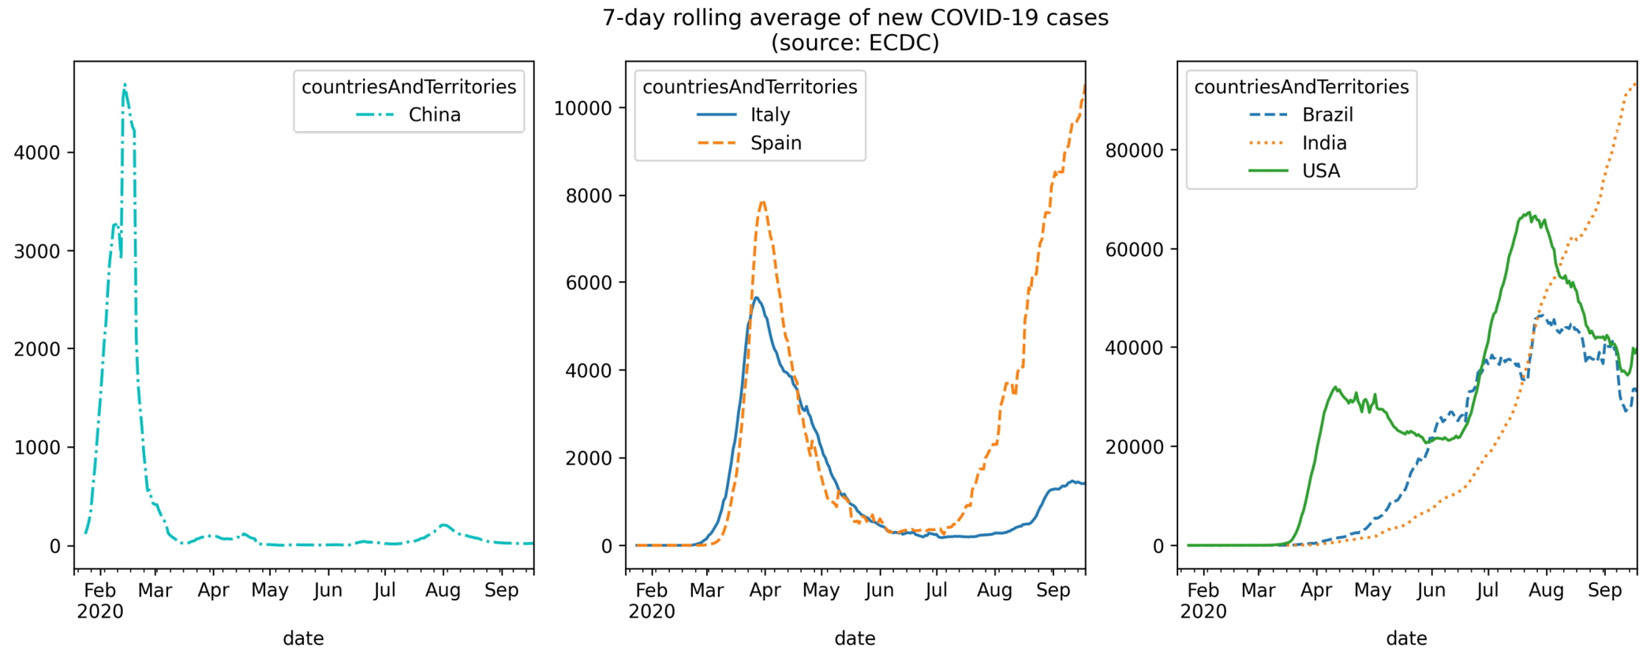 7-day rolling average of new COVID-19 cases
(source: ECDC)
countriesAndTerritories
China
4000
3000
2000
1000
0
Feb Mar Apr May Jun Jul Aug Sep
2020
date
countriesAndTerritories
Italy
Spain
10000
8000
6000
4000
2000
0
Feb Mar Apr May Jun Jul Aug Sep
2020
date
countriesAndTerritories
Brazil
India
USA
80000
60000
40000
20000
0
Feb Mar Apr May Jun Jul Aug Sep
2020
date